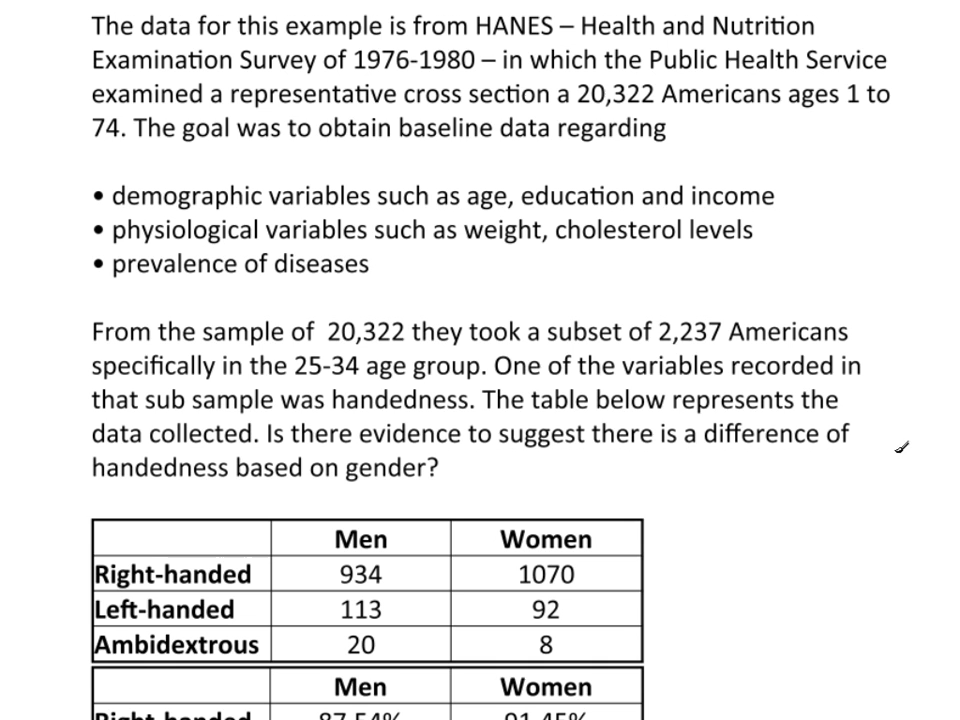 The data for this example is from HANES – Health and Nutrition
Examination Survey of 1976-1980 – in which the Public Health Service
examined a representative cross section a 20,322 Americans ages 1 to
74. The goal was to obtain baseline data regarding
• demographic variables such as age, education and income
• physiological variables such as weight, cholesterol levels
• prevalence of diseases
From the sample of  20,322 they took a subset of 2,237 Americans
specifically in the 25-34 age group. One of the variables recorded in
that sub sample was handedness. The table below represents the
data collected. Is there evidence to suggest there is a difference of
handedness based on gender?
Men Women
Right-handed 934 1070
Left-handed 113 92
Ambidextrous 20 8
Men Women
Right-handed 87.54% 91.45%